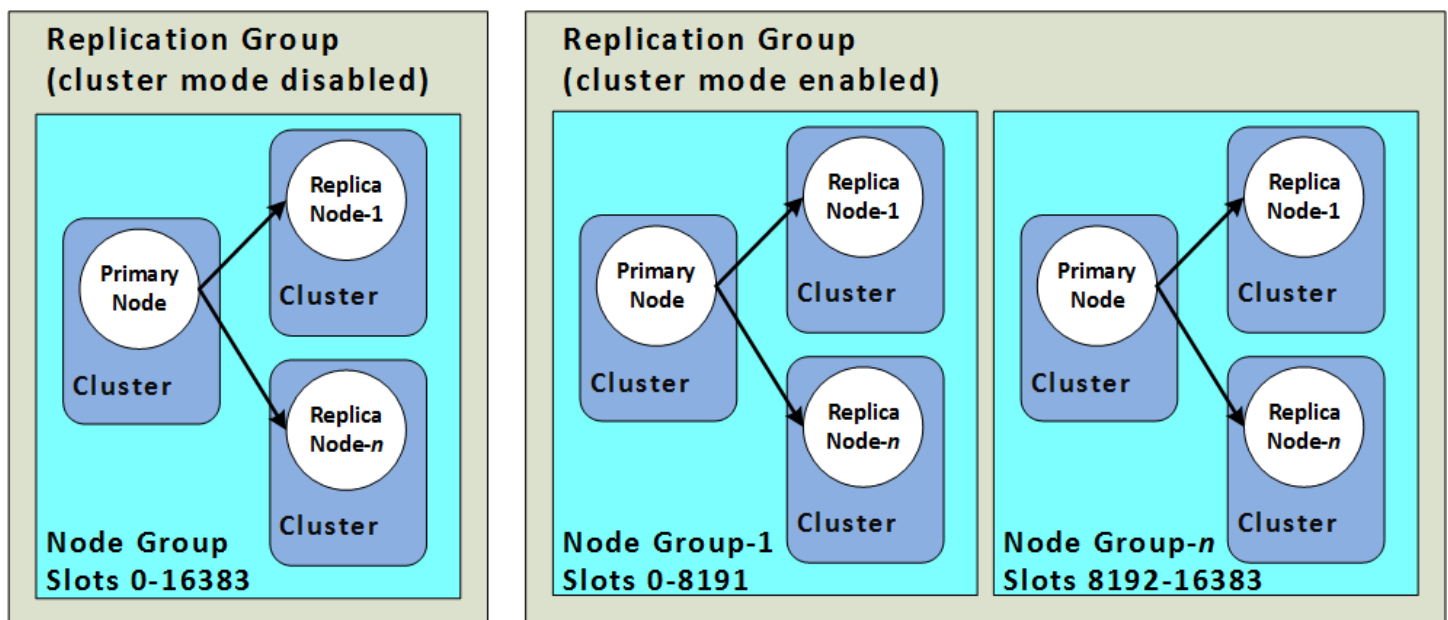 Replication Group
(cluster mode disabled)
Replica
Node-1
Cluster
Primary
Node
Cluster
Replica
Node-n
Cluster
Node Group
Slots 0-16383
Replication Group
(cluster mode enabled)
Replica
Node-1
Cluster
Primary
Node
Cluster
Replica
Node-n
Cluster
Node Group-1
Slots 0-8191
Replica
Node-1
Cluster
Primary
Node
Cluster
Replica
Node-n
Cluster
Node Group-n
Slots 8192-16383